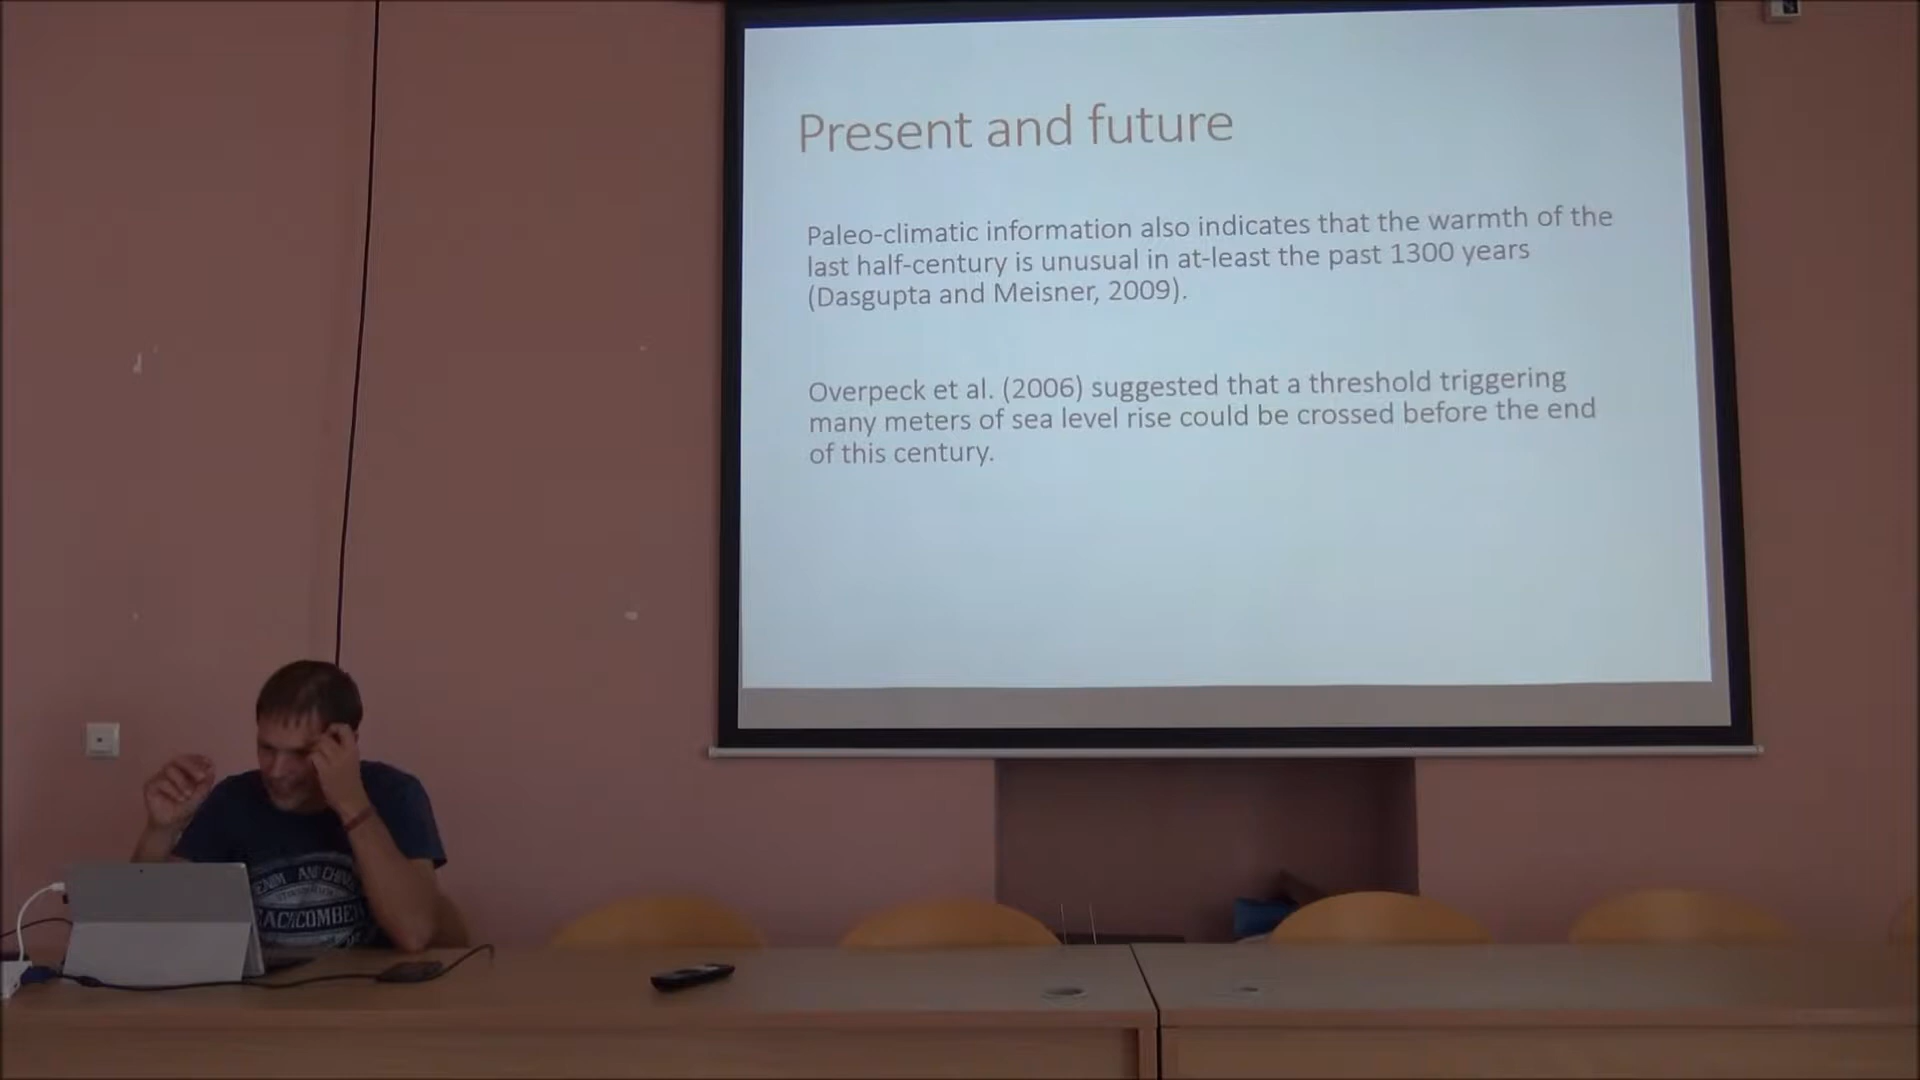 Present and future
Paleo-climatic information also indicates that the warmth of the
last half-century is unusual in at-least the past 1300 years
(Dasgupta and Meisner, 2009).
Overpeck et al. (2006) suggested that a threshold triggering
many meters of sea level rise could be crossed before the end
of this century.